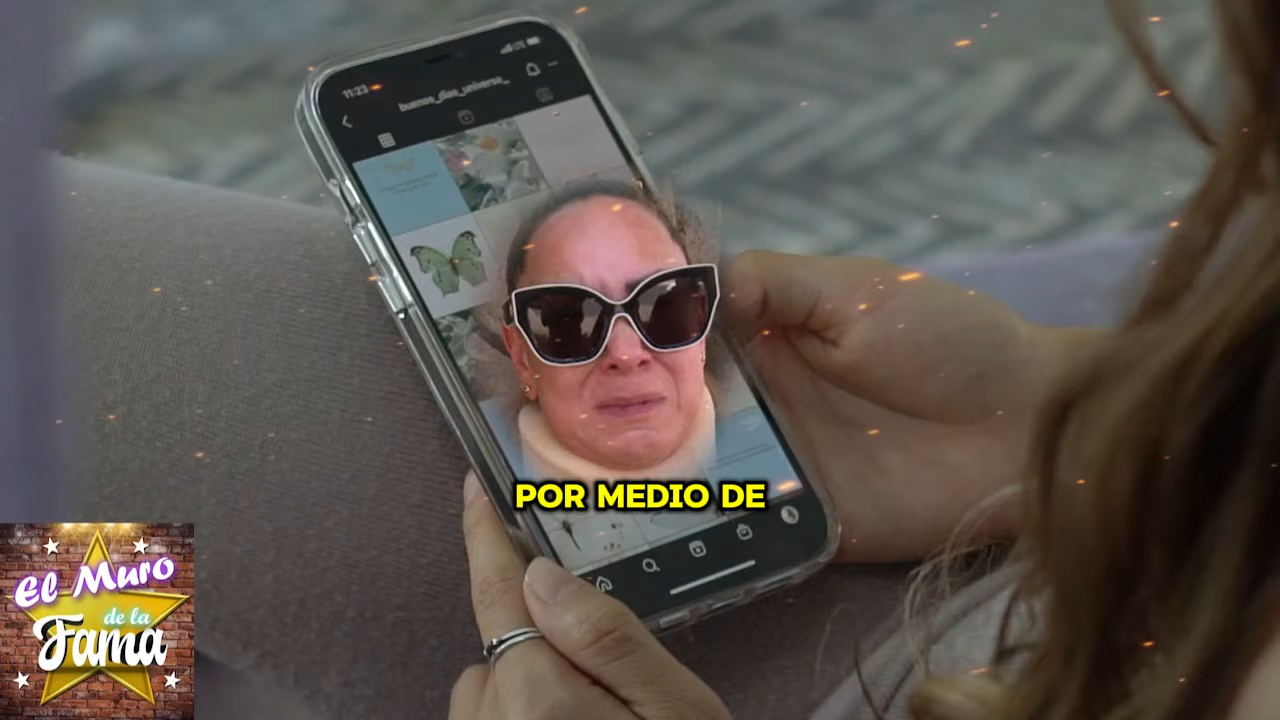 11:23
buenos_dias_universo_
POR MEDIO DE
El Muro
de la
Fama